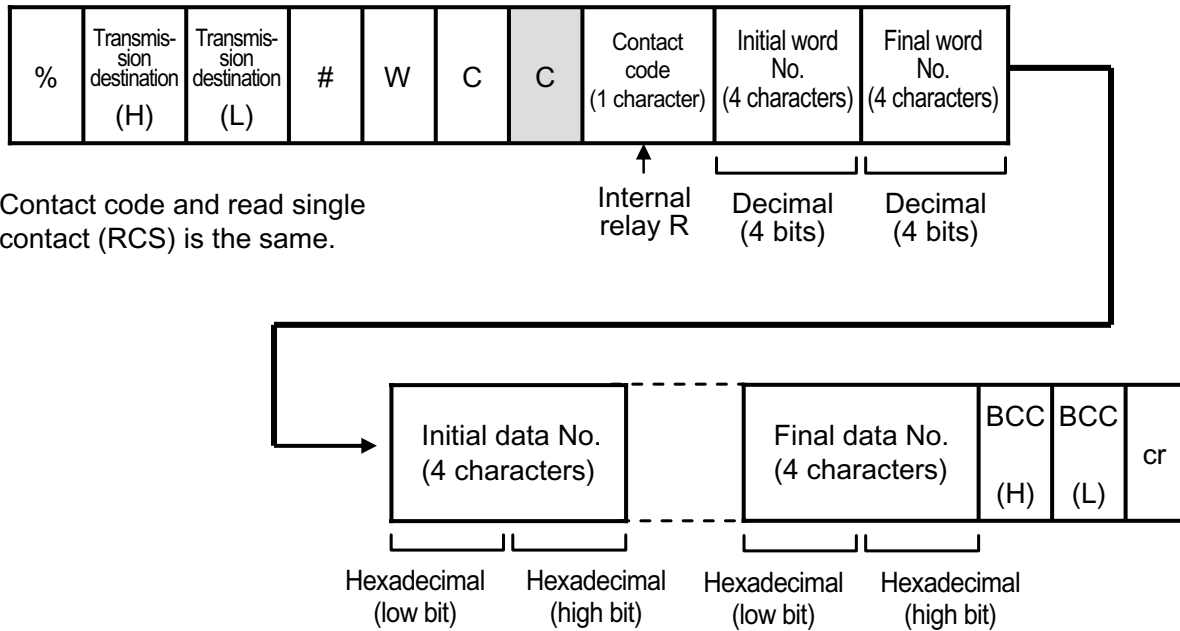 %
Transmis-
sion
destination
(H)
Transmis-
sion
destination
(L)
#
W
C
C
Contact
code
(1 character)
Initial word
No.
(4 characters)
Final word
No.
(4 characters)
Contact code and read single
contact (RCS) is the same.
Internal
relay R
Decimal
(4 bits)
Decimal
(4 bits)
Initial data No.
(4 characters)
Final data No.
(4 characters)
BCC
(H)
BCC
(L)
cr
Hexadecimal
(low bit)
Hexadecimal
(high bit)
Hexadecimal
(low bit)
Hexadecimal
(high bit)